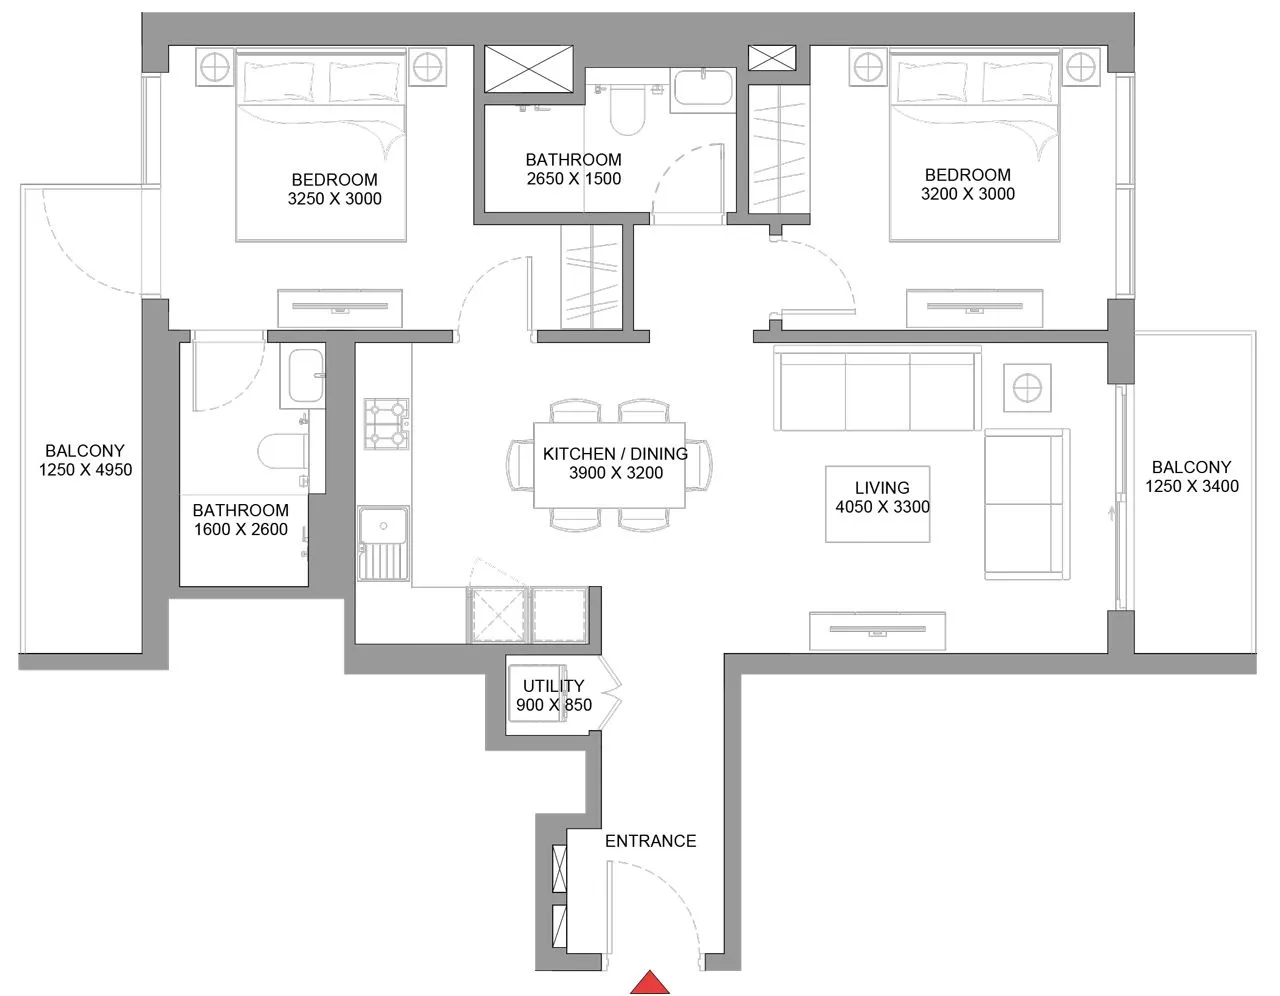 BATHROOM
2650 X 1500
BEDROOM
3250 X 3000
BEDROOM
3200 X 3000
BALCONY
1250 X 4950
KITCHEN / DINING
3900 X 3200
BALCONY
1250 X 3400
LIVING
4050 X 3300
BATHROOM
1600 X 2600
UTILITY
900 X 850
ENTRANCE